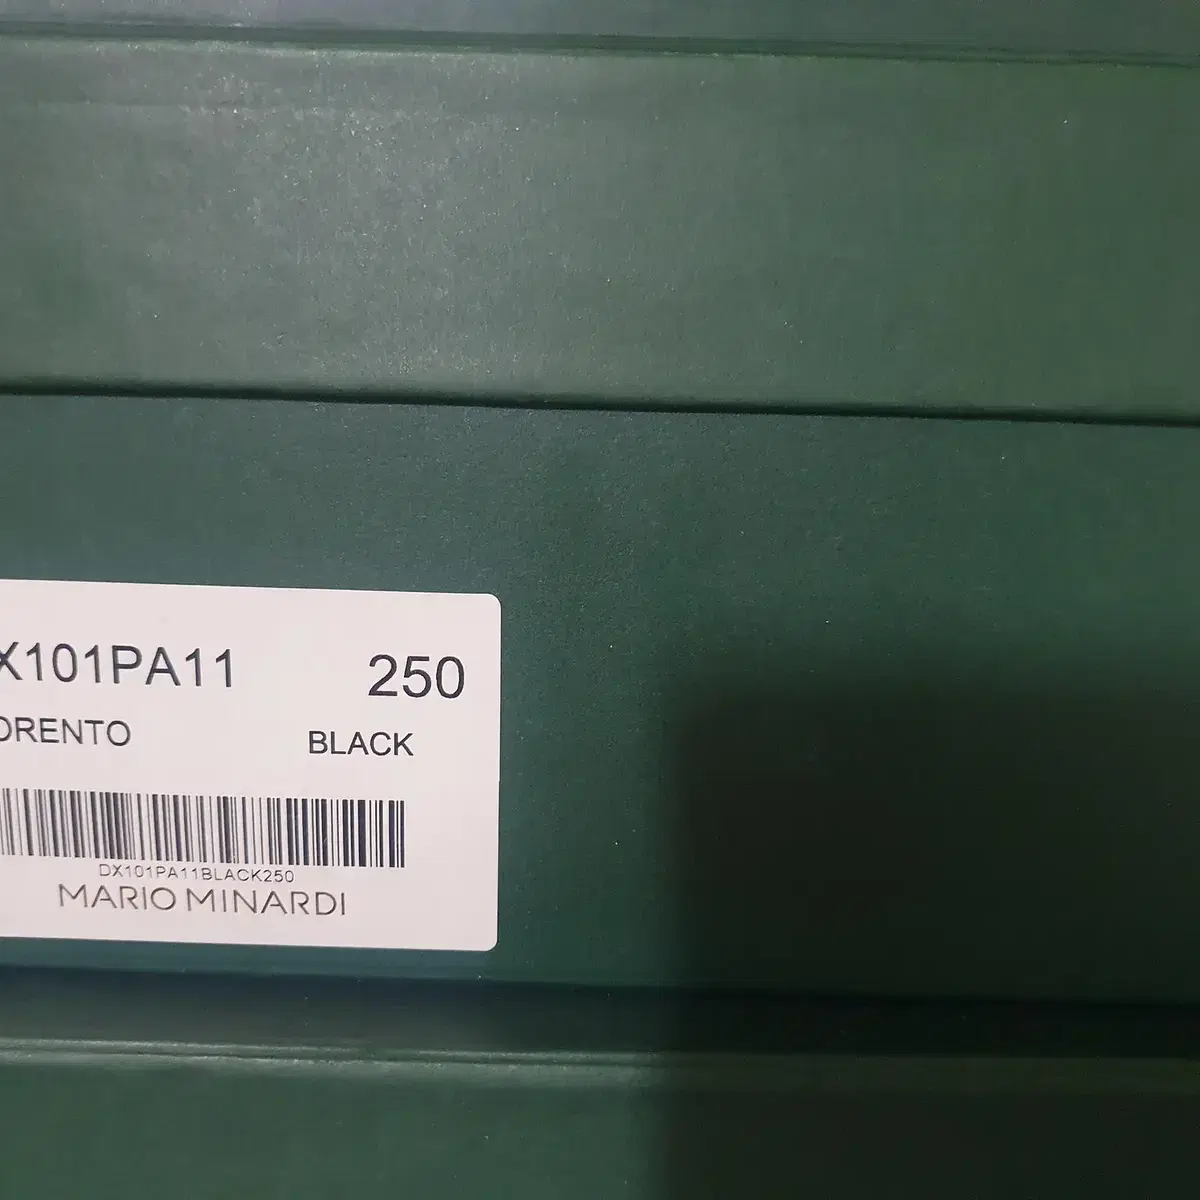 X101PA11 250
ORENTO BLACK
DX101PA11BLACK250
MARIO MINARDI